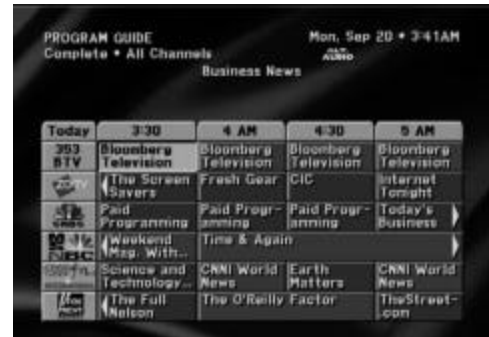 PROGRAM GUIDE
Mon, Sep 20 • 3:41AM
Complete • All Channels
ALT.
AUDIO
Business News
Today 3:30 4 AM 4:30 5 AM
353
BTV
Bloomberg
Television
Bloomberg
Television
Bloomberg
Television
Bloomberg
Television
The Screen
Savers
Fresh Gear
CIC
Internet
Tonight
Paid
Programming
Paid Progr-
amming
Paid Progr-
amming
Today's
Business
Weekend
Mag. With...
Time & Again
Science and
Technology...
CNNI World
News
Earth
Matters
CNNI World
News
The Full
Nelson
The O'Reilly Factor
TheStreet-
.com